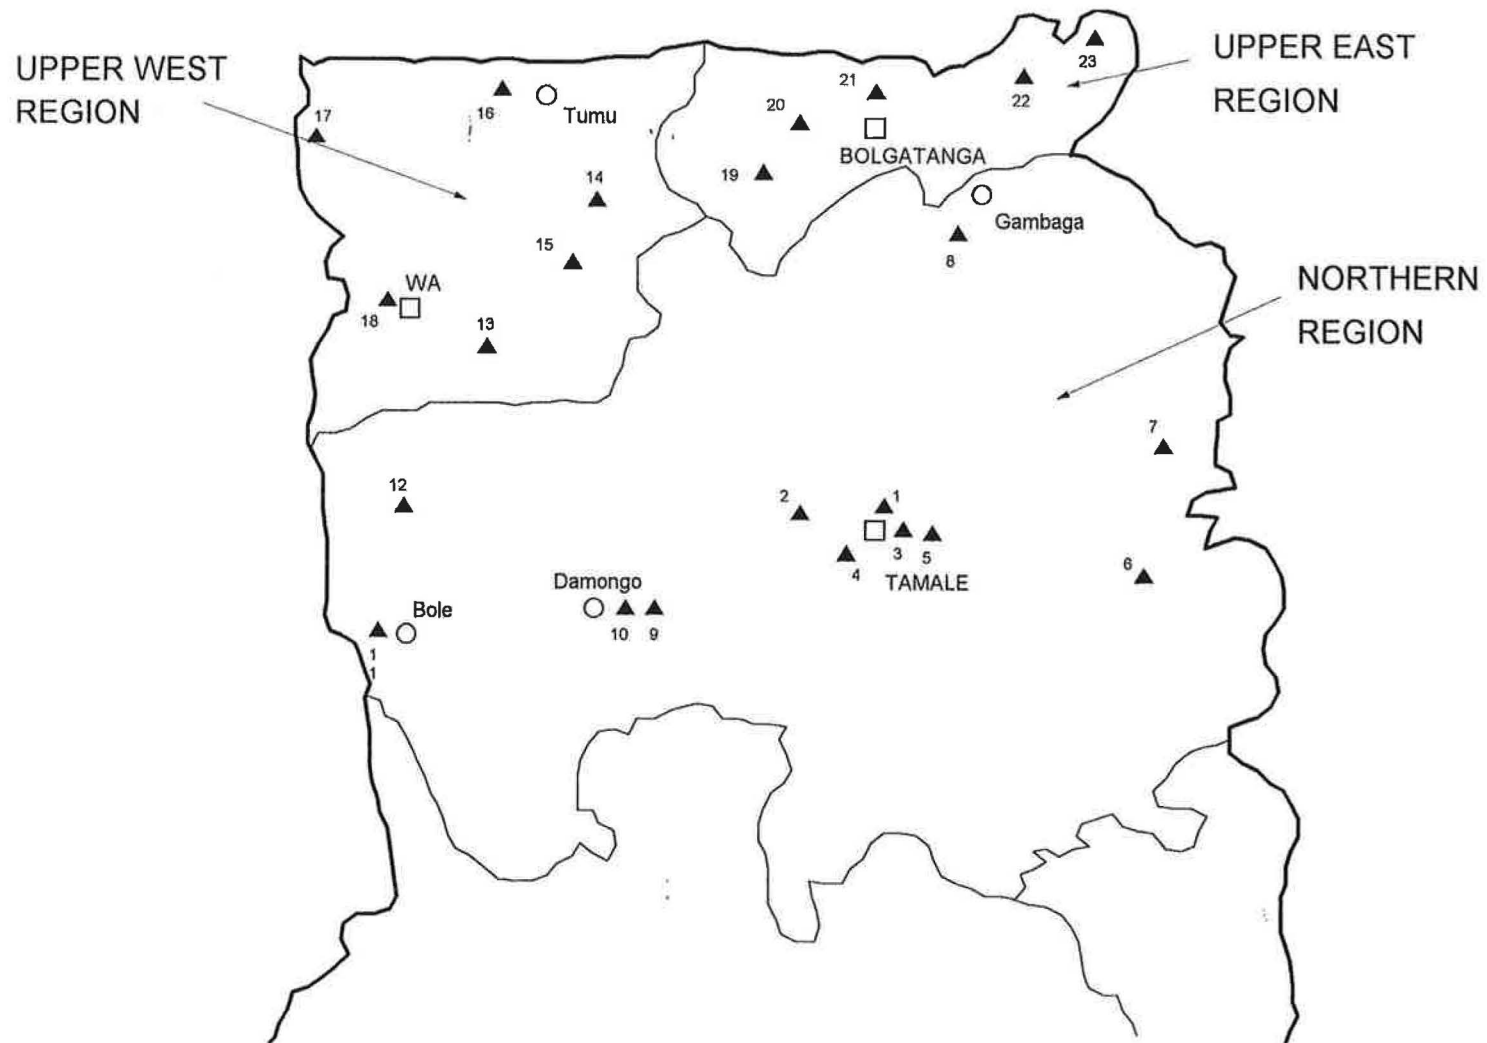 UPPER WEST
REGION
UPPER EAST
REGION
23
22
21
20
19
BOLGATANGA
17
16
Tumu
14
15
WA
18
13
Gambaga
8
NORTHERN
REGION
7
12
2
1
3
5
4
TAMALE
6
Damongo
10
9
Bole
1
1